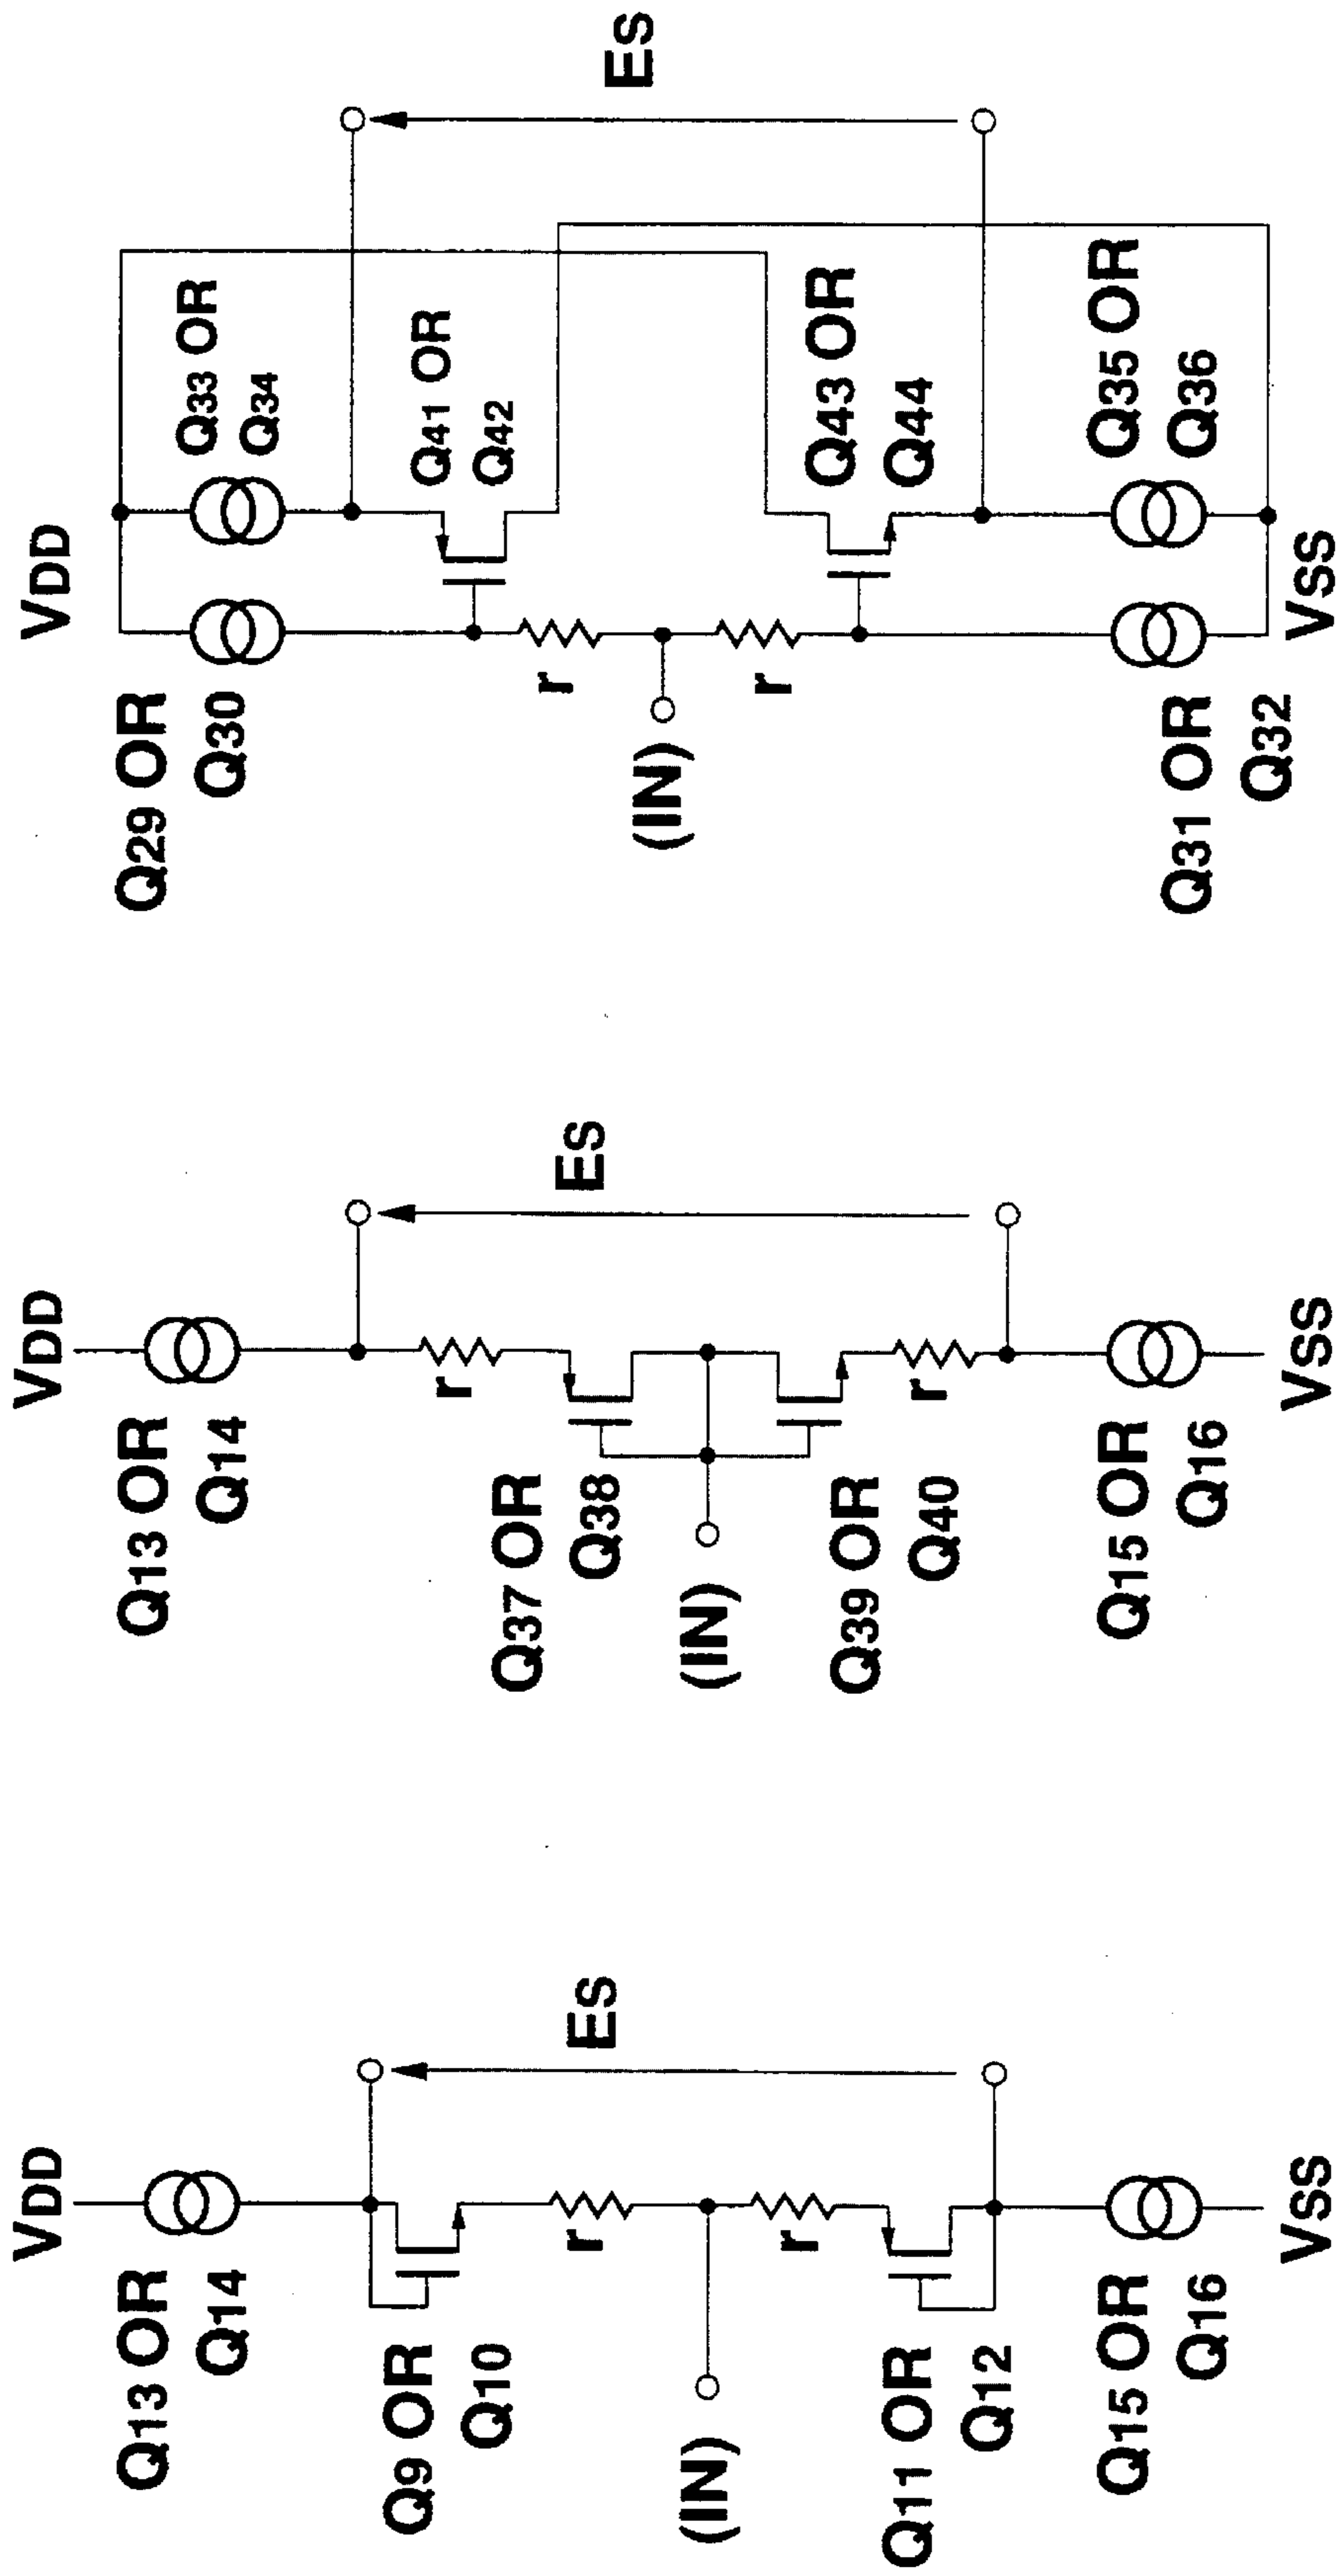 VDD
Q13 OR
Q14
Q9 OR
Q10
ES
r
(IN)
r
Q11 OR
Q12
Q15 OR
Q16
VSS
VDD
Q13 OR
Q14
ES
r
Q37 OR
Q38
(IN)
Q39 OR
Q40
r
Q15 OR
Q16
VSS
VDD
Q29 OR
Q30
Q33 OR
Q34
ES
Q41 OR
Q42
r
(IN)
r
Q43 OR
Q44
Q31 OR
Q32
Q35 OR
Q36
VSS